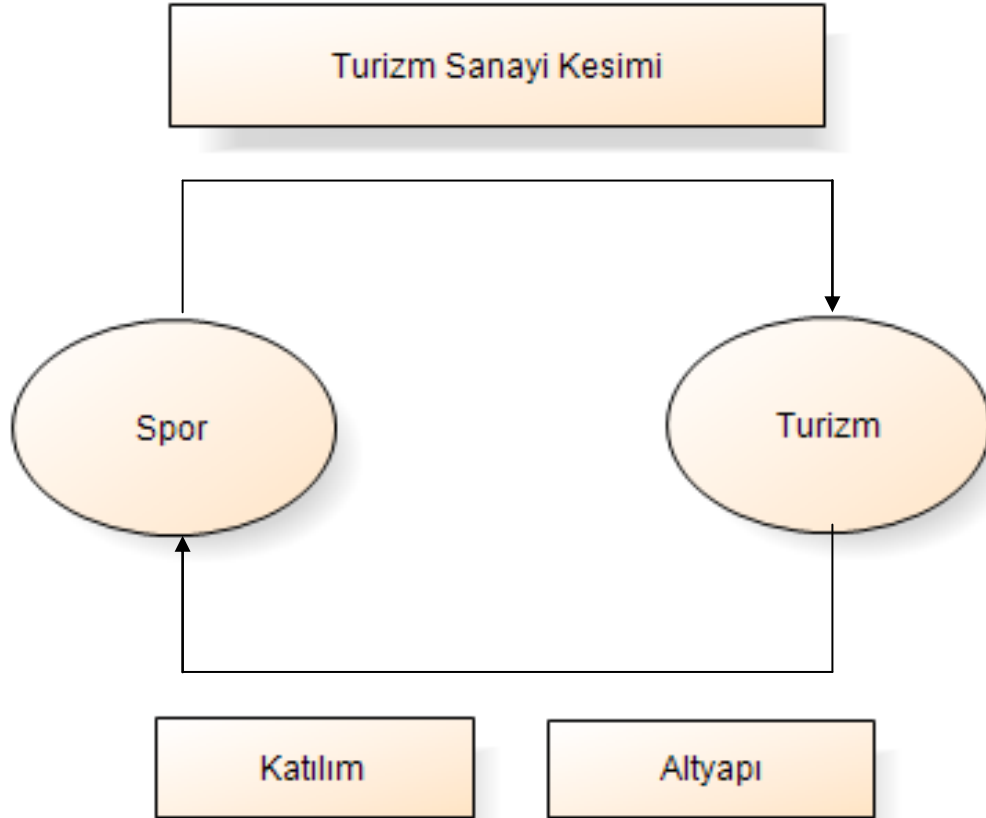 Turizm Sanayi Kesimi
Spor
Turizm
Katılım
Altyapı